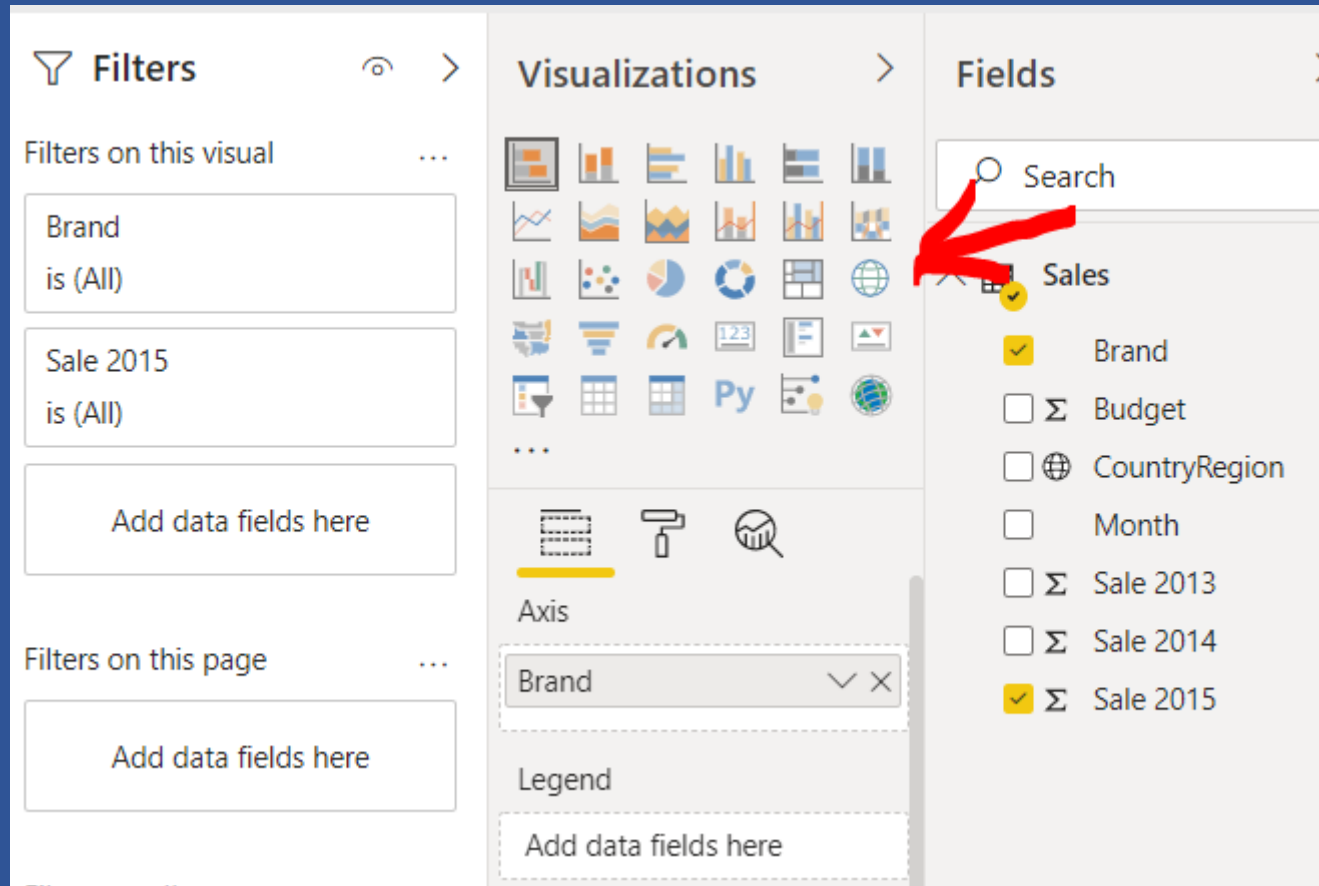 Filters
Filters on this visual
...
Brand
is (All)
Sale 2015
is (All)
Add data fields here
Filters on this page
...
Add data fields here
Visualizations
123
Py
...
Axis
Brand
Legend
Add data fields here
Fields
Search
Sales
Brand
Σ Budget
CountryRegion
Month
Σ Sale 2013
Σ Sale 2014
Σ Sale 2015